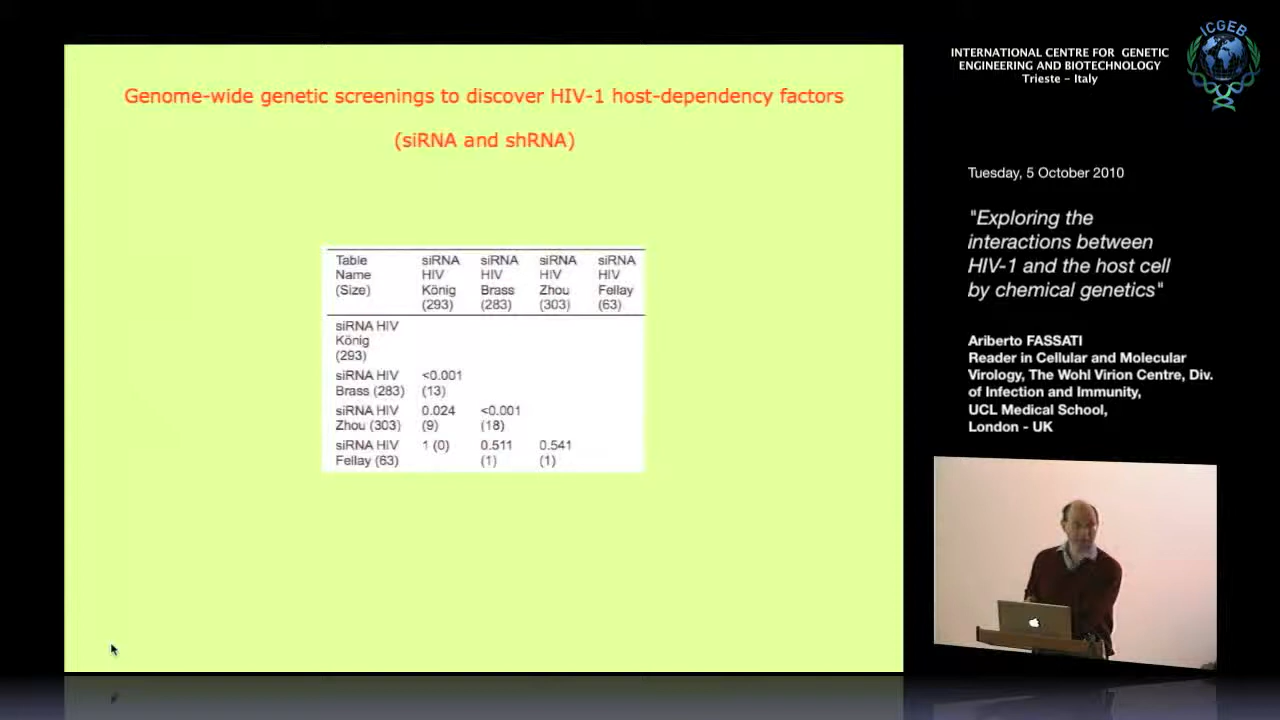 Genome-wide genetic screenings to discover HIV-1 host-dependency factors
(siRNA and shRNA)
Table Name (Size) siRNA HIV König (293) siRNA HIV Brass (283) siRNA HIV Zhou (303) siRNA HIV Fellay (63)
siRNA HIV König (293)
siRNA HIV Brass (283) <0.001 (13)
siRNA HIV Zhou (303) 0.024 (9) <0.001 (18)
siRNA HIV Fellay (63) 1 (0) 0.511 (1) 0.541 (1)
INTERNATIONAL CENTRE FOR GENETIC
ENGINEERING AND BIOTECHNOLOGY
Trieste - Italy
ICGEB
Tuesday, 5 October 2010
"Exploring the
interactions between
HIV-1 and the host cell
by chemical genetics"
Ariberto FASSATI
Reader in Cellular and Molecular
Virology, The Wohl Virion Centre, Div.
of Infection and Immunity,
UCL Medical School,
London - UK